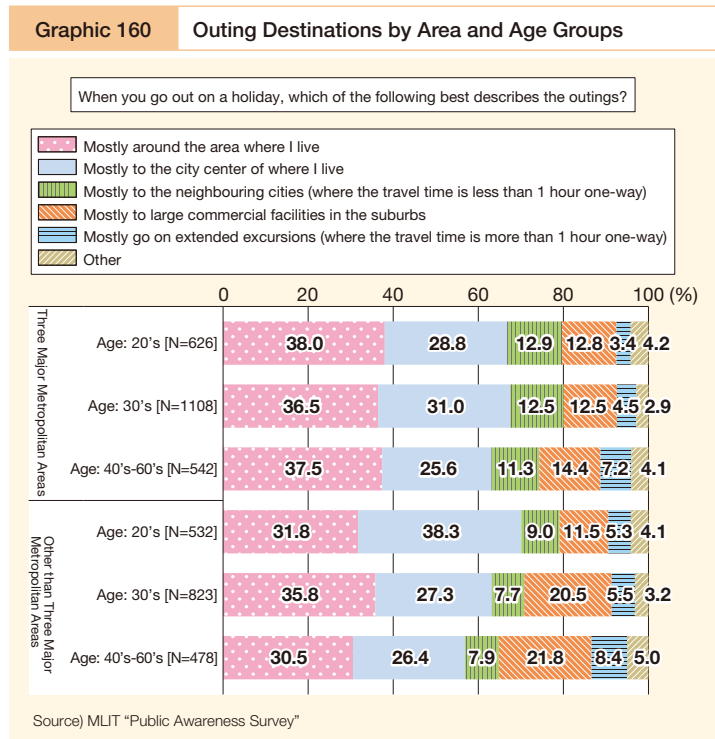 Graphic 160
Outing Destinations by Area and Age Groups
When you go out on a holiday, which of the following best describes the outings?
Mostly around the area where I live
Mostly to the city center of where I live
Mostly to the neighbouring cities (where the travel time is less than 1 hour one-way)
Mostly to large commercial facilities in the suburbs
Mostly go on extended excursions (where the travel time is more than 1 hour one-way)
Other
0 20 40 60 80 100 (%)
Three Major Metropolitan Areas
Age: 20's [N=626] 38.0 28.8 12.9 12.8 3.4 4.2
Age: 30's [N=1108] 36.5 31.0 12.5 12.5 4.5 2.9
Age: 40's-60's [N=542] 37.5 25.6 11.3 14.4 7.2 4.1
Other than Three Major
Metropolitan Areas
Age: 20's [N=532] 31.8 38.3 9.0 11.5 5.3 4.1
Age: 30's [N=823] 35.8 27.3 7.7 20.5 5.5 3.2
Age: 40's-60's [N=478] 30.5 26.4 7.9 21.8 8.4 5.0
Source) MLIT “Public Awareness Survey”